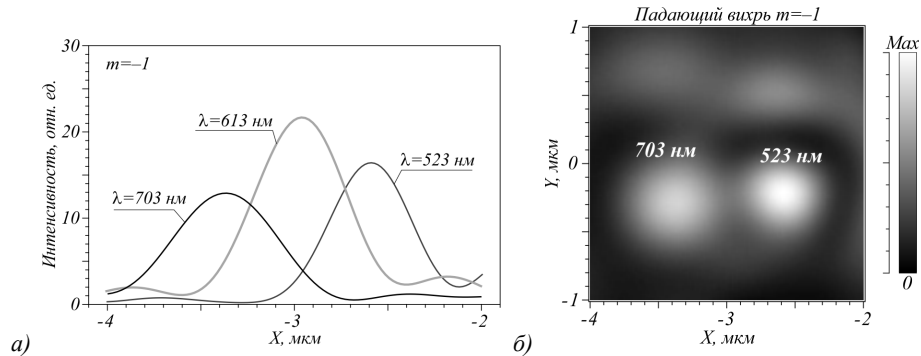 30
20
10
0
Интенсивность, отн. ед.
m=–1
λ=613 нм
λ=523 нм
λ=703 нм
-4
-3
-2
X, мкм
а)
Падающий вихрь m=–1
1
0
-1
Y, мкм
703 нм
523 нм
-4
-3
-2
X, мкм
Max
0
б)